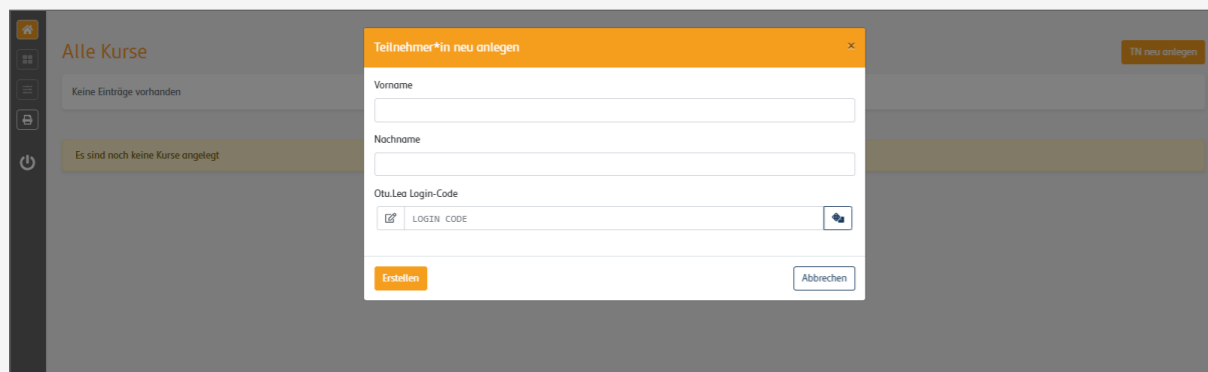 Alle Kurse
TN neu anlegen
Keine Einträge vorhanden
Es sind noch keine Kurse angelegt
Teilnehmer*in neu anlegen
×
Vorname
Nachname
Otu.Lea Login-Code
LOGIN CODE
Erstellen
Abbrechen